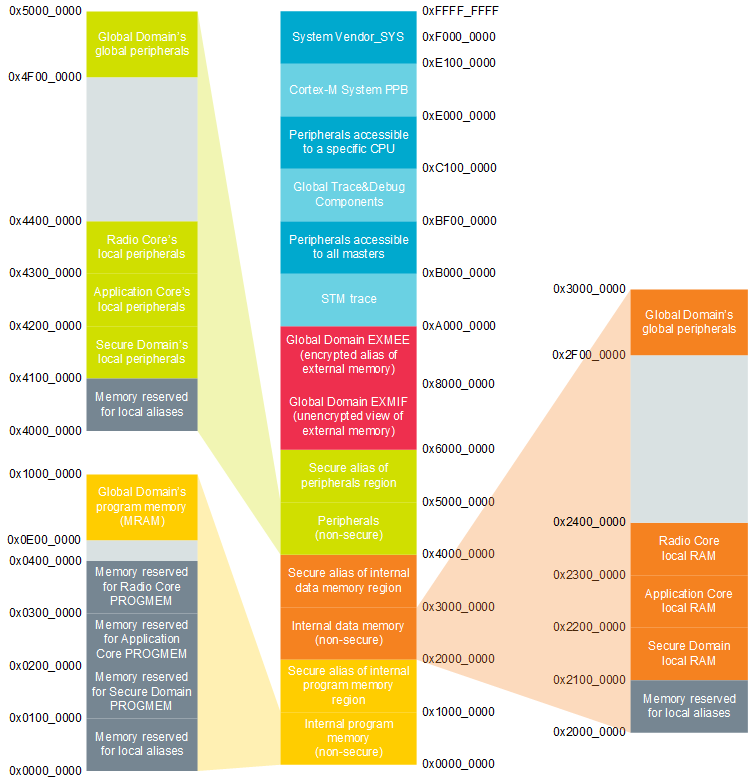 0x5000_0000
Global Domain's
global peripherals
0x4F00_0000
0x4400_0000
Radio Core's
local peripherals
0x4300_0000
Application Core's
local peripherals
0x4200_0000
Secure Domain's
local peripherals
0x4100_0000
Memory reserved
for local aliases
0x4000_0000
0x1000_0000
Global Domain's
program memory
(MRAM)
0x0E00_0000
0x0400_0000
Memory reserved
for Radio Core
PROGMEM
0x0300_0000
Memory reserved
for Application
Core PROGMEM
0x0200_0000
Memory reserved
for Secure Domain
PROGMEM
0x0100_0000
Memory reserved
for local aliases
0x0000_0000
0xFFFF_FFFF
System Vendor_SYS
0xF000_0000
0xE100_0000
Cortex-M System PPB
0xE000_0000
Peripherals accessible
to a specific CPU
0xC100_0000
Global Trace&Debug
Components
0xBF00_0000
Peripherals accessible
to all masters
0xB000_0000
STM trace
0xA000_0000
Global Domain EXMEE
(encrypted alias of
external memory)
0x8000_0000
Global Domain EXMIF
(unencrypted view of
external memory)
0x6000_0000
Secure alias of
peripherals region
0x5000_0000
Peripherals
(non-secure)
0x4000_0000
Secure alias of internal
data memory region
0x3000_0000
Internal data memory
(non-secure)
0x2000_0000
Secure alias of internal
program memory
region
0x1000_0000
Internal program
memory
(non-secure)
0x0000_0000
0x3000_0000
Global Domain's
global peripherals
0x2F00_0000
0x2400_0000
Radio Core
local RAM
0x2300_0000
Application Core
local RAM
0x2200_0000
Secure Domain
local RAM
0x2100_0000
Memory reserved
for local aliases
0x2000_0000